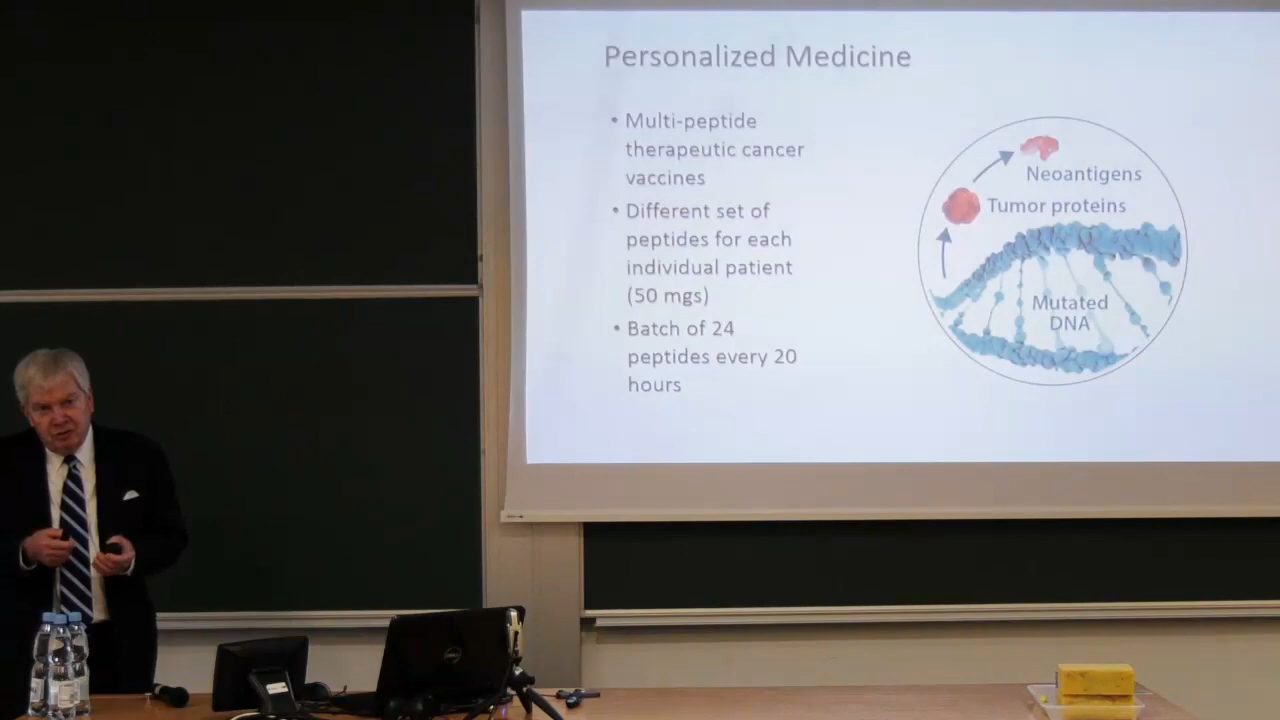 Personalized Medicine
• Multi-peptide
therapeutic cancer
vaccines
• Different set of
peptides for each
individual patient
(50 mgs)
• Batch of 24
peptides every 20
hours
Neoantigens
Tumor proteins
Mutated
DNA
DELL